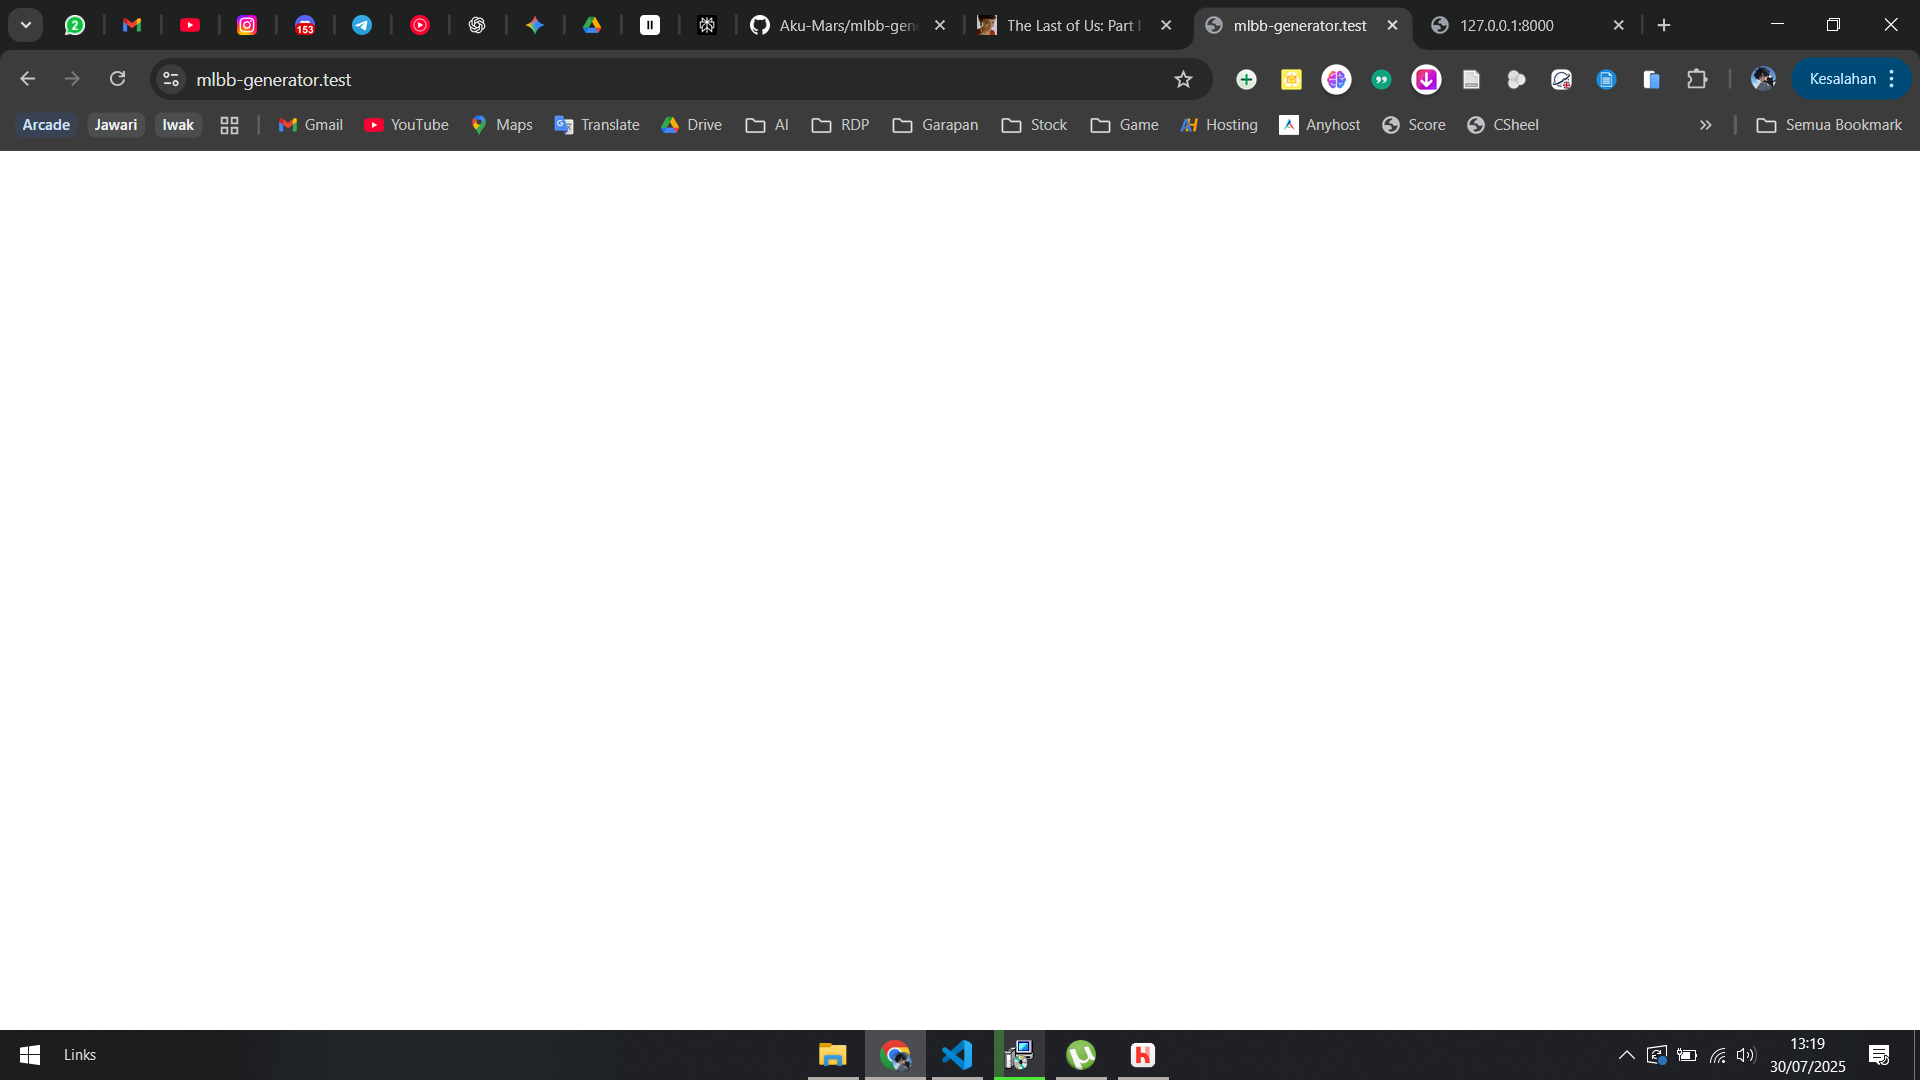 2
153
Aku-Mars/mlbb-gen
The Last of Us: Part I
mlbb-generator.test
127.0.0.1:8000
mlbb-generator.test
Kesalahan
Arcade
Jawari
Iwak
Gmail
YouTube
Maps
Translate
Drive
AI
RDP
Garapan
Stock
Game
Hosting
Anyhost
Score
CSheel
Semua Bookmark
Links
13:19
30/07/2025